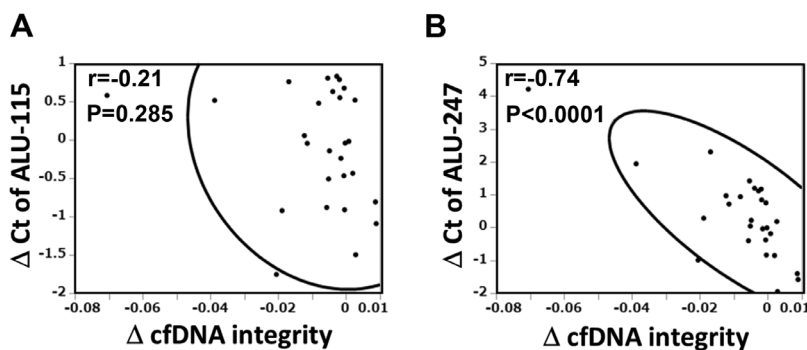 A
B
r=-0.21
P=0.285
Δ Ct of ALU-115
1
0.5
0
-0.5
-1
-1.5
-2
-0.08
-0.06
-0.04
-0.02
0
0.01
Δ cfDNA integrity
r=-0.74
P<0.0001
Δ Ct of ALU-247
5
4
3
2
1
0
-1
-2
-0.08
-0.06
-0.04
-0.02
0
0.01
Δ cfDNA integrity